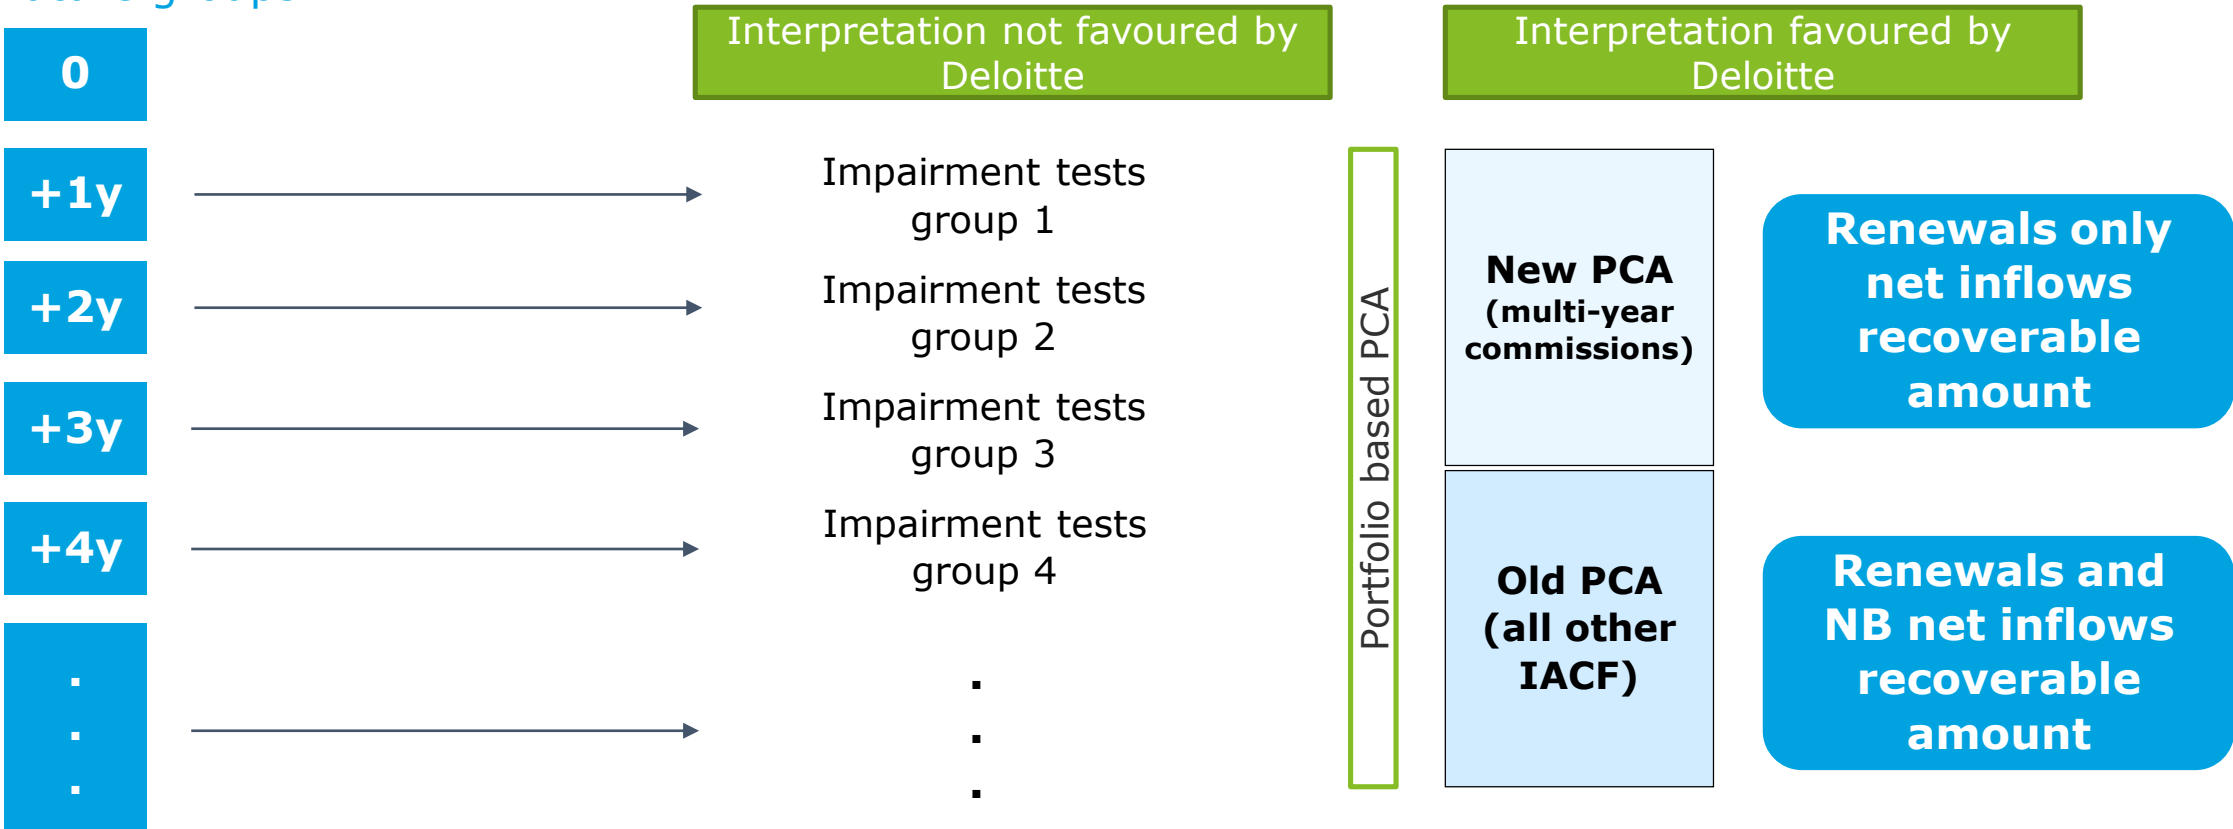 groups
0
+1y
+2y
+3y
+4y
.
.
.
Interpretation not favoured by
Deloitte
Impairment tests
group 1
Impairment tests
group 2
Impairment tests
group 3
Impairment tests
group 4
.
.
.
Portfolio based PCA
Interpretation favoured by
Deloitte
New PCA
(multi-year
commissions)
Old PCA
(all other
IACF)
Renewals only
net inflows
recoverable
amount
Renewals and
NB net inflows
recoverable
amount